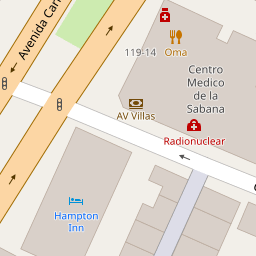 Avenida Car
119-14
Oma
Centro
Medico
de la
Sabana
AV Villas
Radionuclear
Hampton
Inn